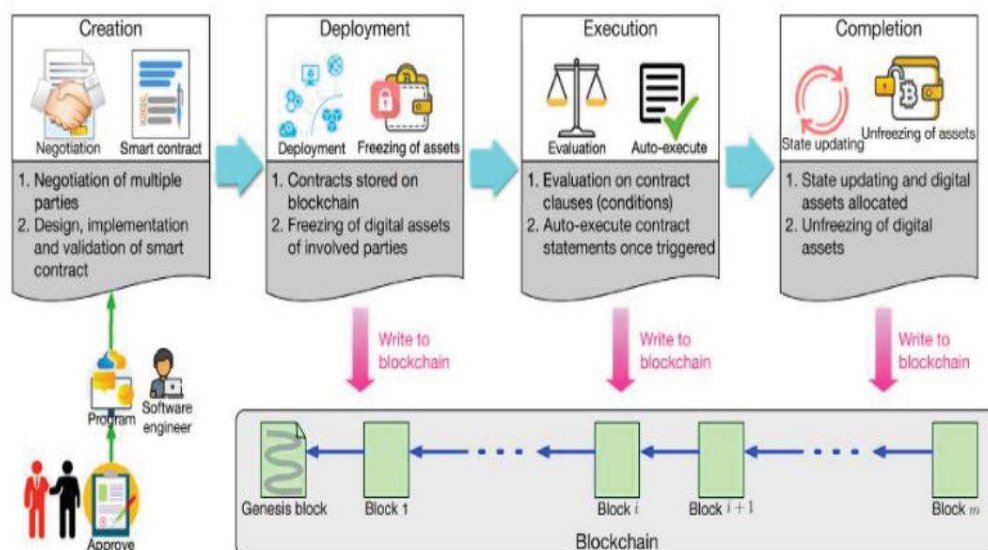 Creation
Negotiation
Smart contract
1. Negotiation of multiple
parties
2. Design, implementation
and validation of smart
contract
Deployment
Deployment
Freezing of assets
1. Contracts stored on
blockchain
2. Freezing of digital assets
of involved parties
Execution
Evaluation
Auto-execute
1. Evaluation on contract
clauses (conditions)
2. Auto-execute contract
statements once triggered
Completion
State updating
Unfreezing of assets
1. State updating and digital
assets allocated
2. Unfreezing of digital
assets
Write to
blockchain
Write to
blockchain
Write to
blockchain
Program
Software
engineer
Approve
Genesis block
Block 1
Block i
Block i + 1
Block m
Blockchain